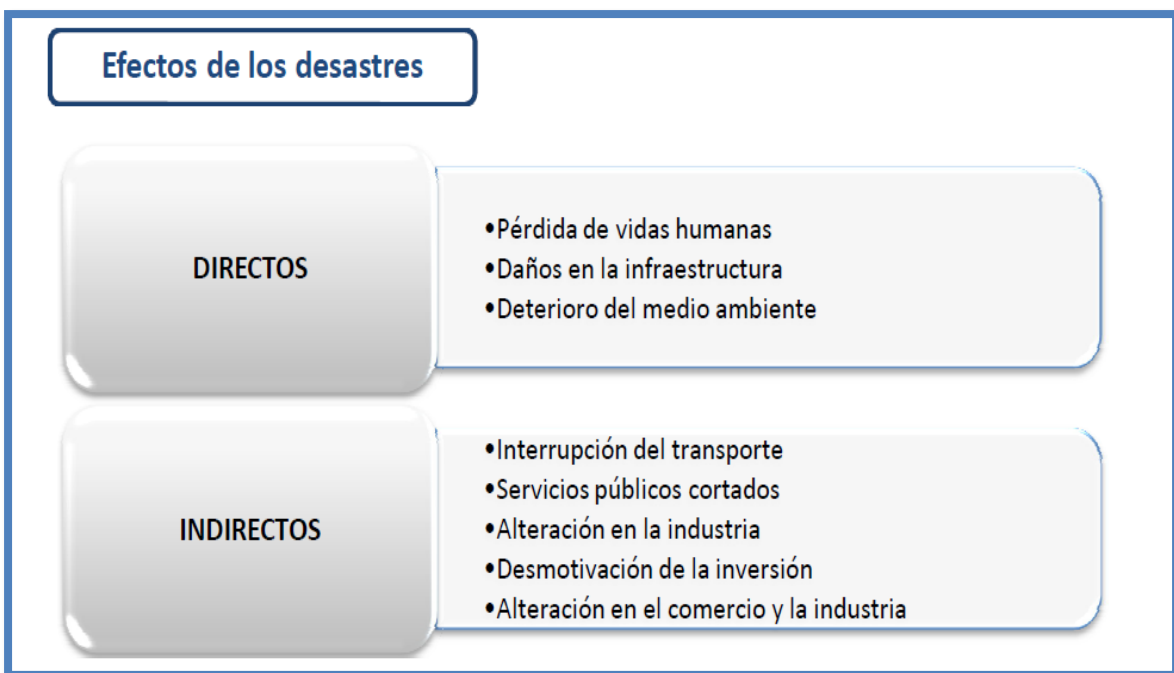 Efectos de los desastres
DIRECTOS
•Pérdida de vidas humanas
•Daños en la infraestructura
•Deterioro del medio ambiente
INDIRECTOS
•Interrupción del transporte
•Servicios públicos cortados
•Alteración en la industria
•Desmotivación de la inversión
•Alteración en el comercio y la industria